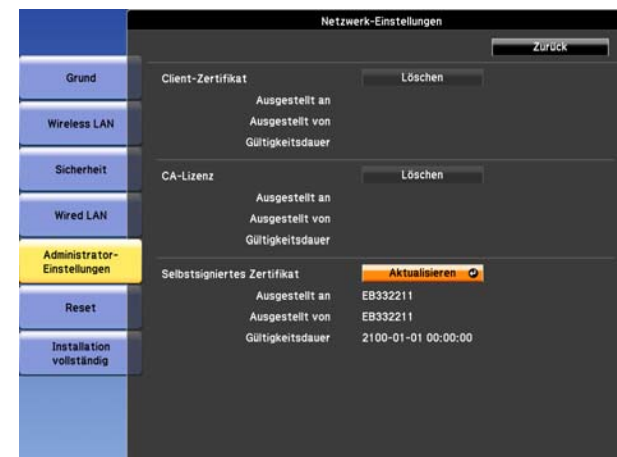 Netzwerk-Einstellungen
Zurück
Grund
Wireless LAN
Sicherheit
Wired LAN
Administrator-
Einstellungen
Reset
Installation
vollständig
Client-Zertifikat Löschen
Ausgestellt an
Ausgestellt von
Gültigkeitsdauer
CA-Lizenz Löschen
Ausgestellt an
Ausgestellt von
Gültigkeitsdauer
Selbstsigniertes Zertifikat Aktualisieren
Ausgestellt an EB332211
Ausgestellt von EB332211
Gültigkeitsdauer 2100-01-01 00:00:00